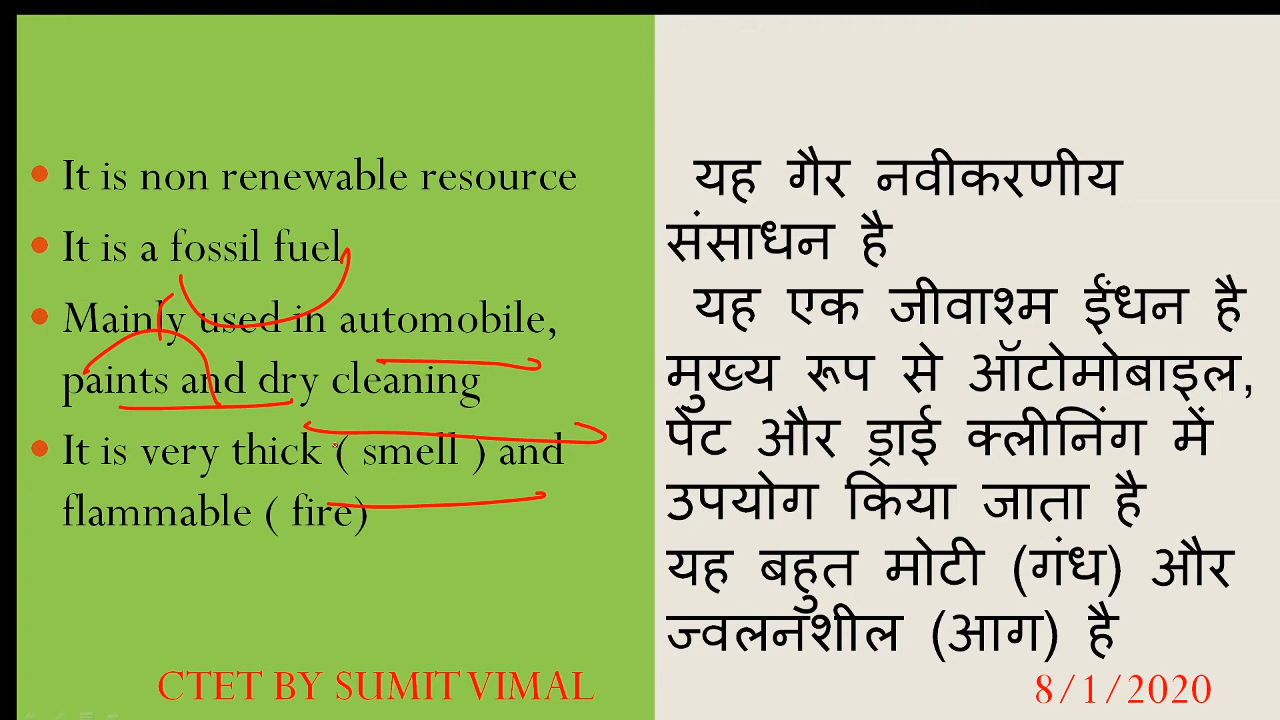 It is non renewable resource
It is a fossil fuel
Mainly used in automobile,
paints and dry cleaning
It is very thick ( smell ) and
flammable ( fire)
CTET BY SUMIT VIMAL
यह गैर नवीकरणीय
संसाधन है
यह एक जीवाश्म ईंधन है
मुख्य रूप से ऑटोमोबाइल,
पेंट और ड्राई क्लीनिंग में
उपयोग किया जाता है
यह बहुत मोटी (गंध) और
ज्वलनशील (आग) है
8/1/2020